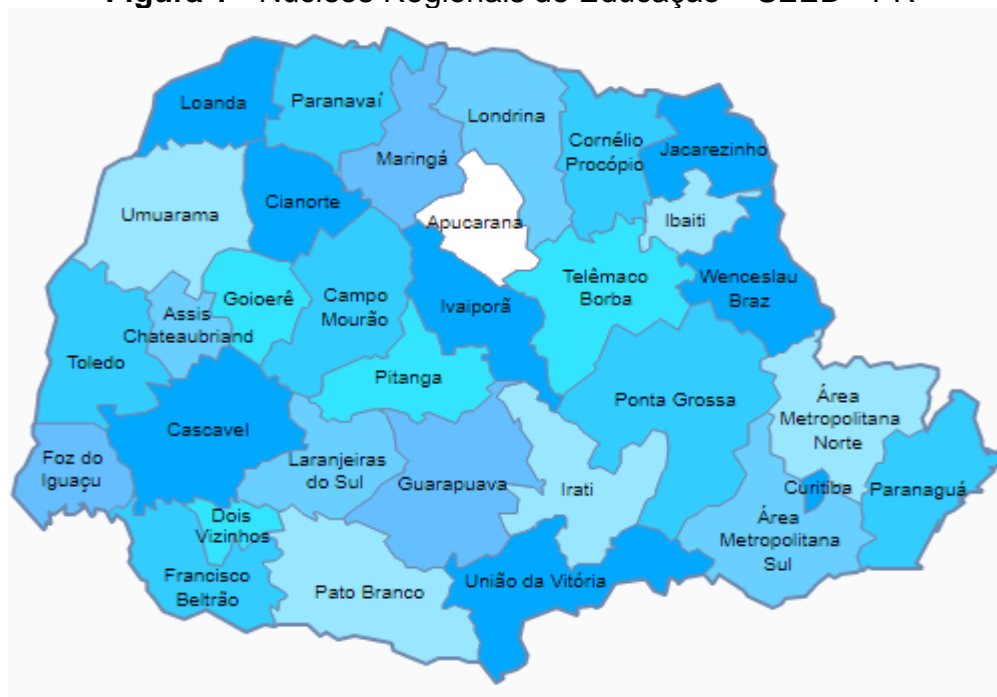 Figura 1 - Núcleos Regionais de Educação – SEED - PR
Loanda
Paranavaí
Londrina
Maringá
Cornélio
Procópio
Jacarezinho
Umuarama
Cianorte
Apucarana
Ibaiti
Goioerê
Campo
Mourão
Ivaiporã
Telêmaco
Borba
Wenceslau
Braz
Assis
Chateaubriand
Toledo
Pitanga
Ponta Grossa
Área
Metropolitana
Norte
Cascavel
Foz do
Iguaçu
Laranjeiras
do Sul
Guarapuava
Irati
Curitiba
Paranaguá
Dois
Vizinhos
Área
Metropolitana
Sul
Francisco
Beltrão
Pato Branco
União da Vitória